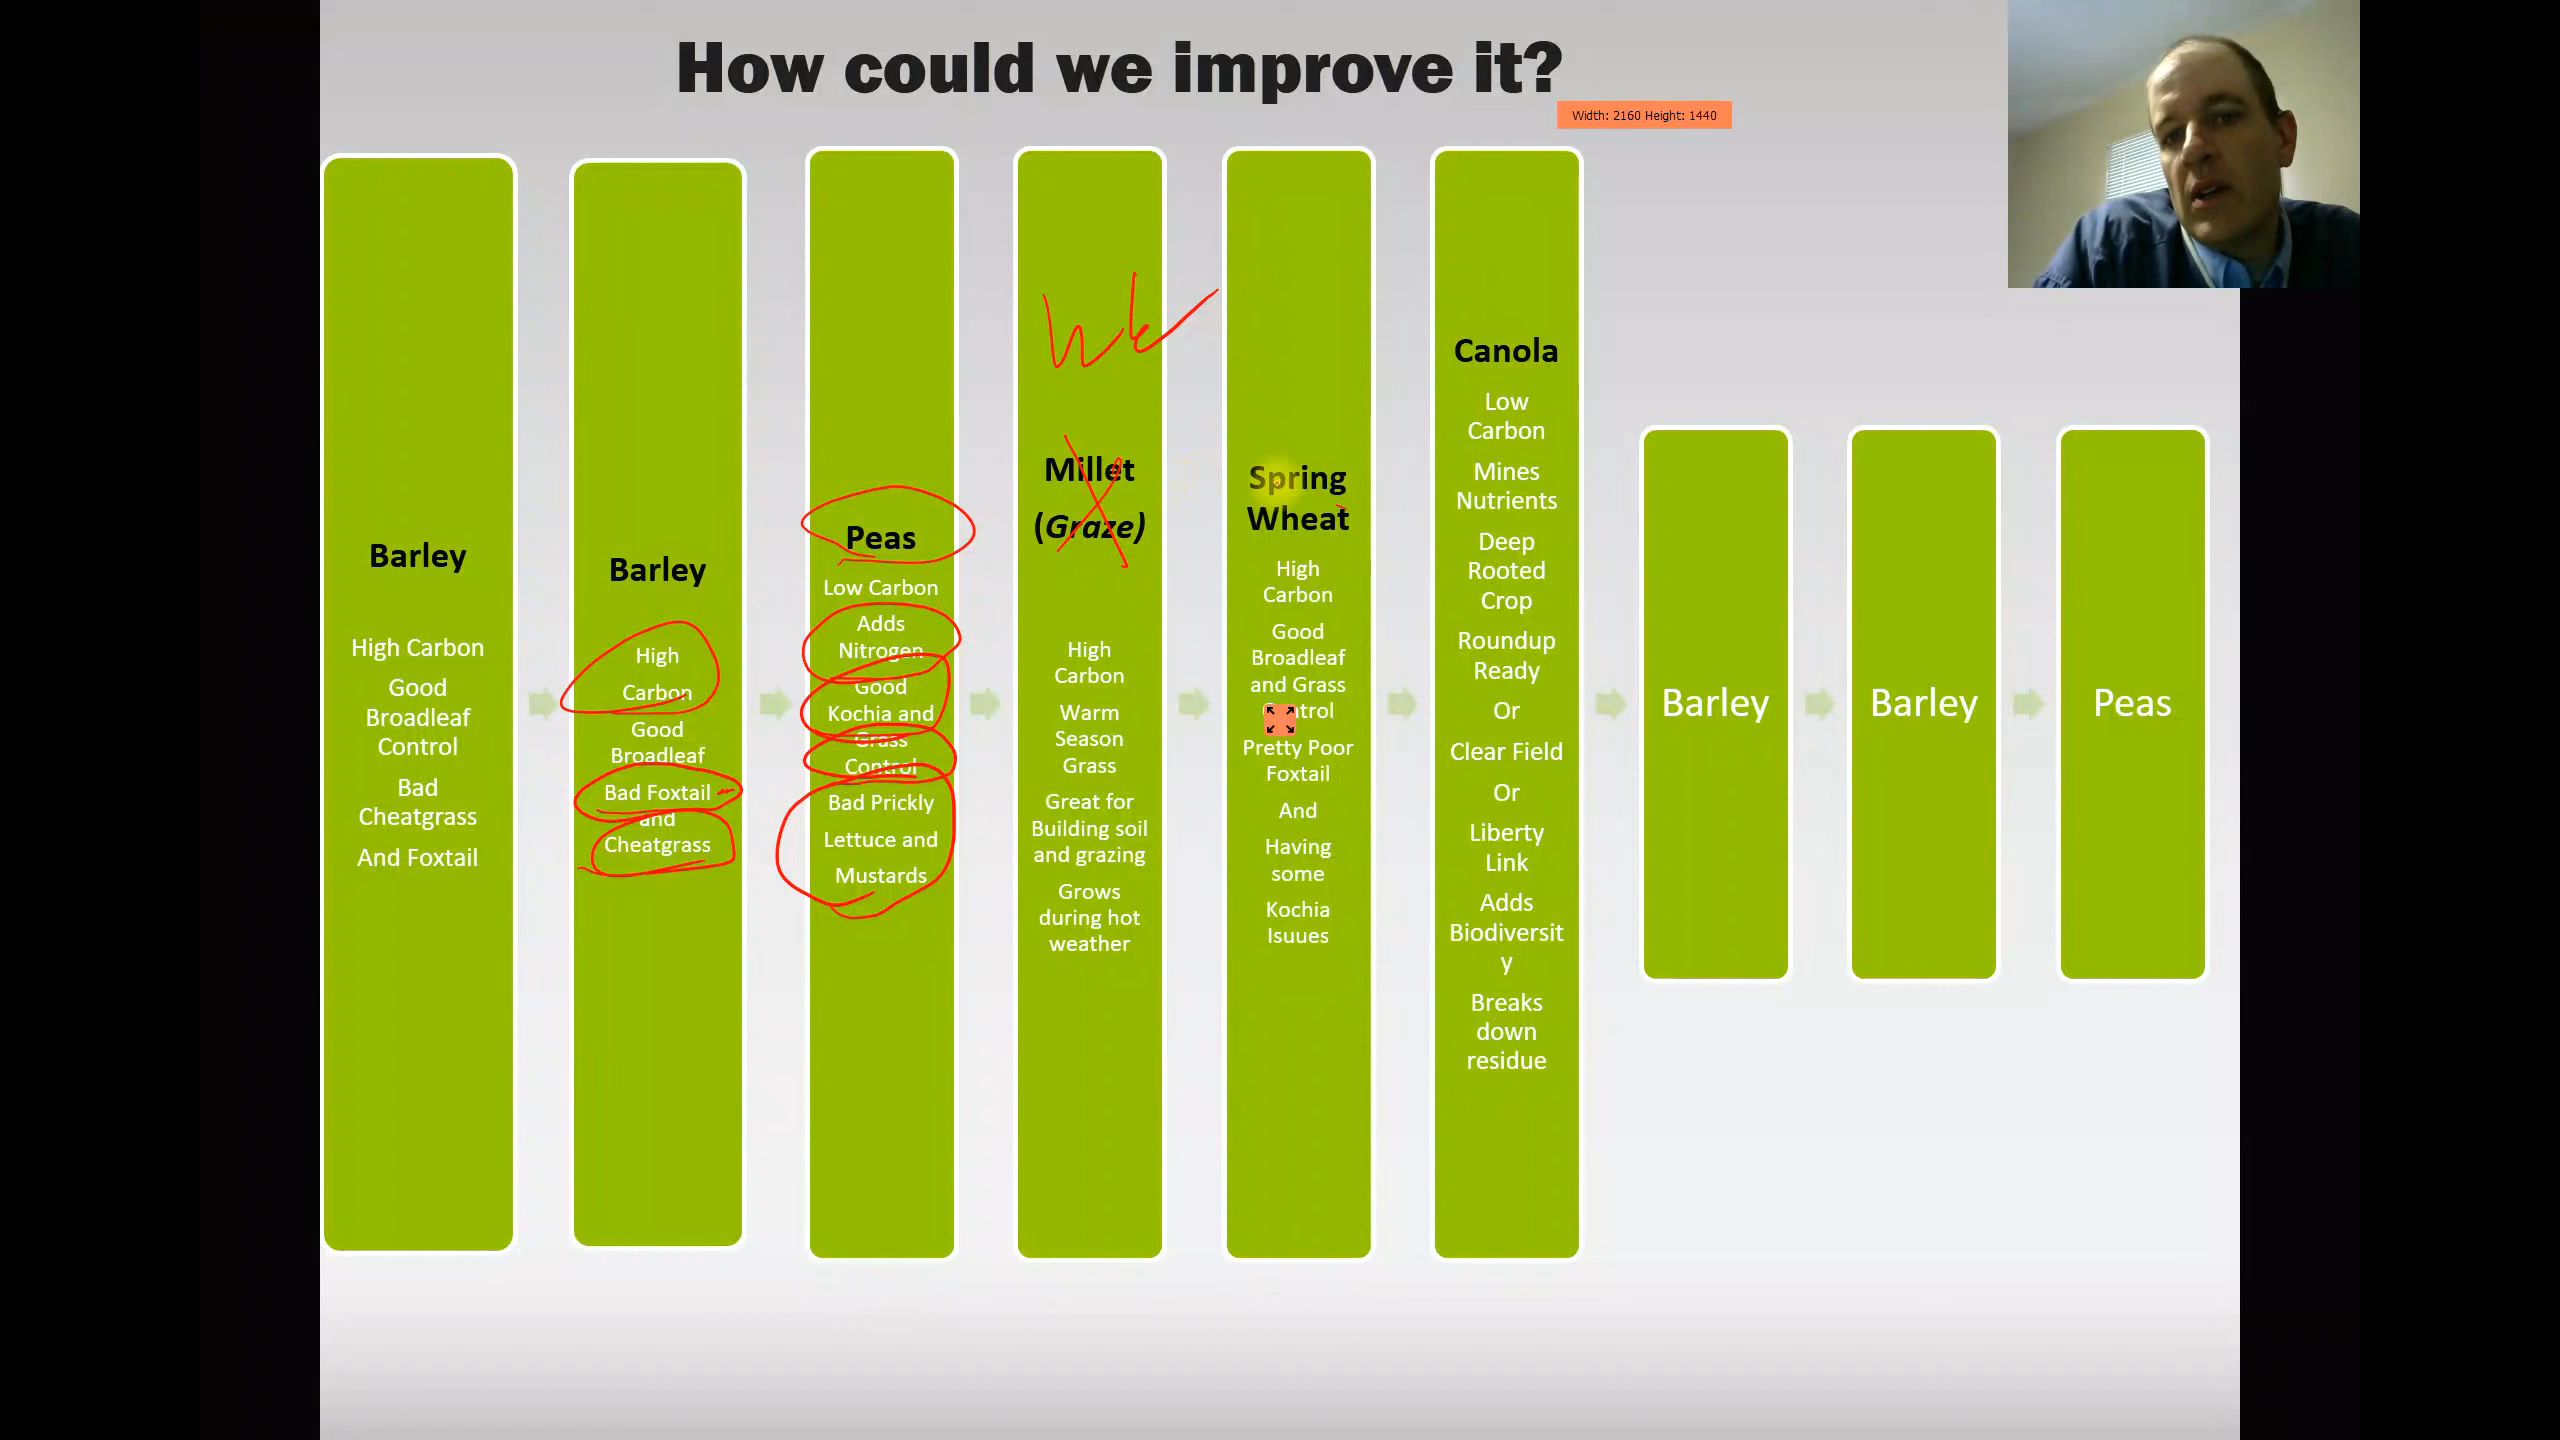 How could we improve it?
Width: 2160 Height: 1440
Barley
High Carbon
Good
Broadleaf
Control
Bad
Cheatgrass
And Foxtail
Barley
High
Carbon
Good
Broadleaf
Bad Foxtail
and
Cheatgrass
Peas
Low Carbon
Adds
Nitrogen
Good
Kochia and
Grass
Control
Bad Prickly
Lettuce and
Mustards
Millet
(Graze)
High
Carbon
Warm
Season
Grass
Great for
Building soil
and grazing
Grows
during hot
weather
Spring
Wheat
High
Carbon
Good
Broadleaf
and Grass
Pretty Poor
Foxtail
And
Having
some
Kochia
Isuues
Canola
Low
Carbon
Mines
Nutrients
Deep
Rooted
Crop
Roundup
Ready
Or
Clear Field
Or
Liberty
Link
Adds
Biodiversit
y
Breaks
down
residue
Barley
Barley
Peas